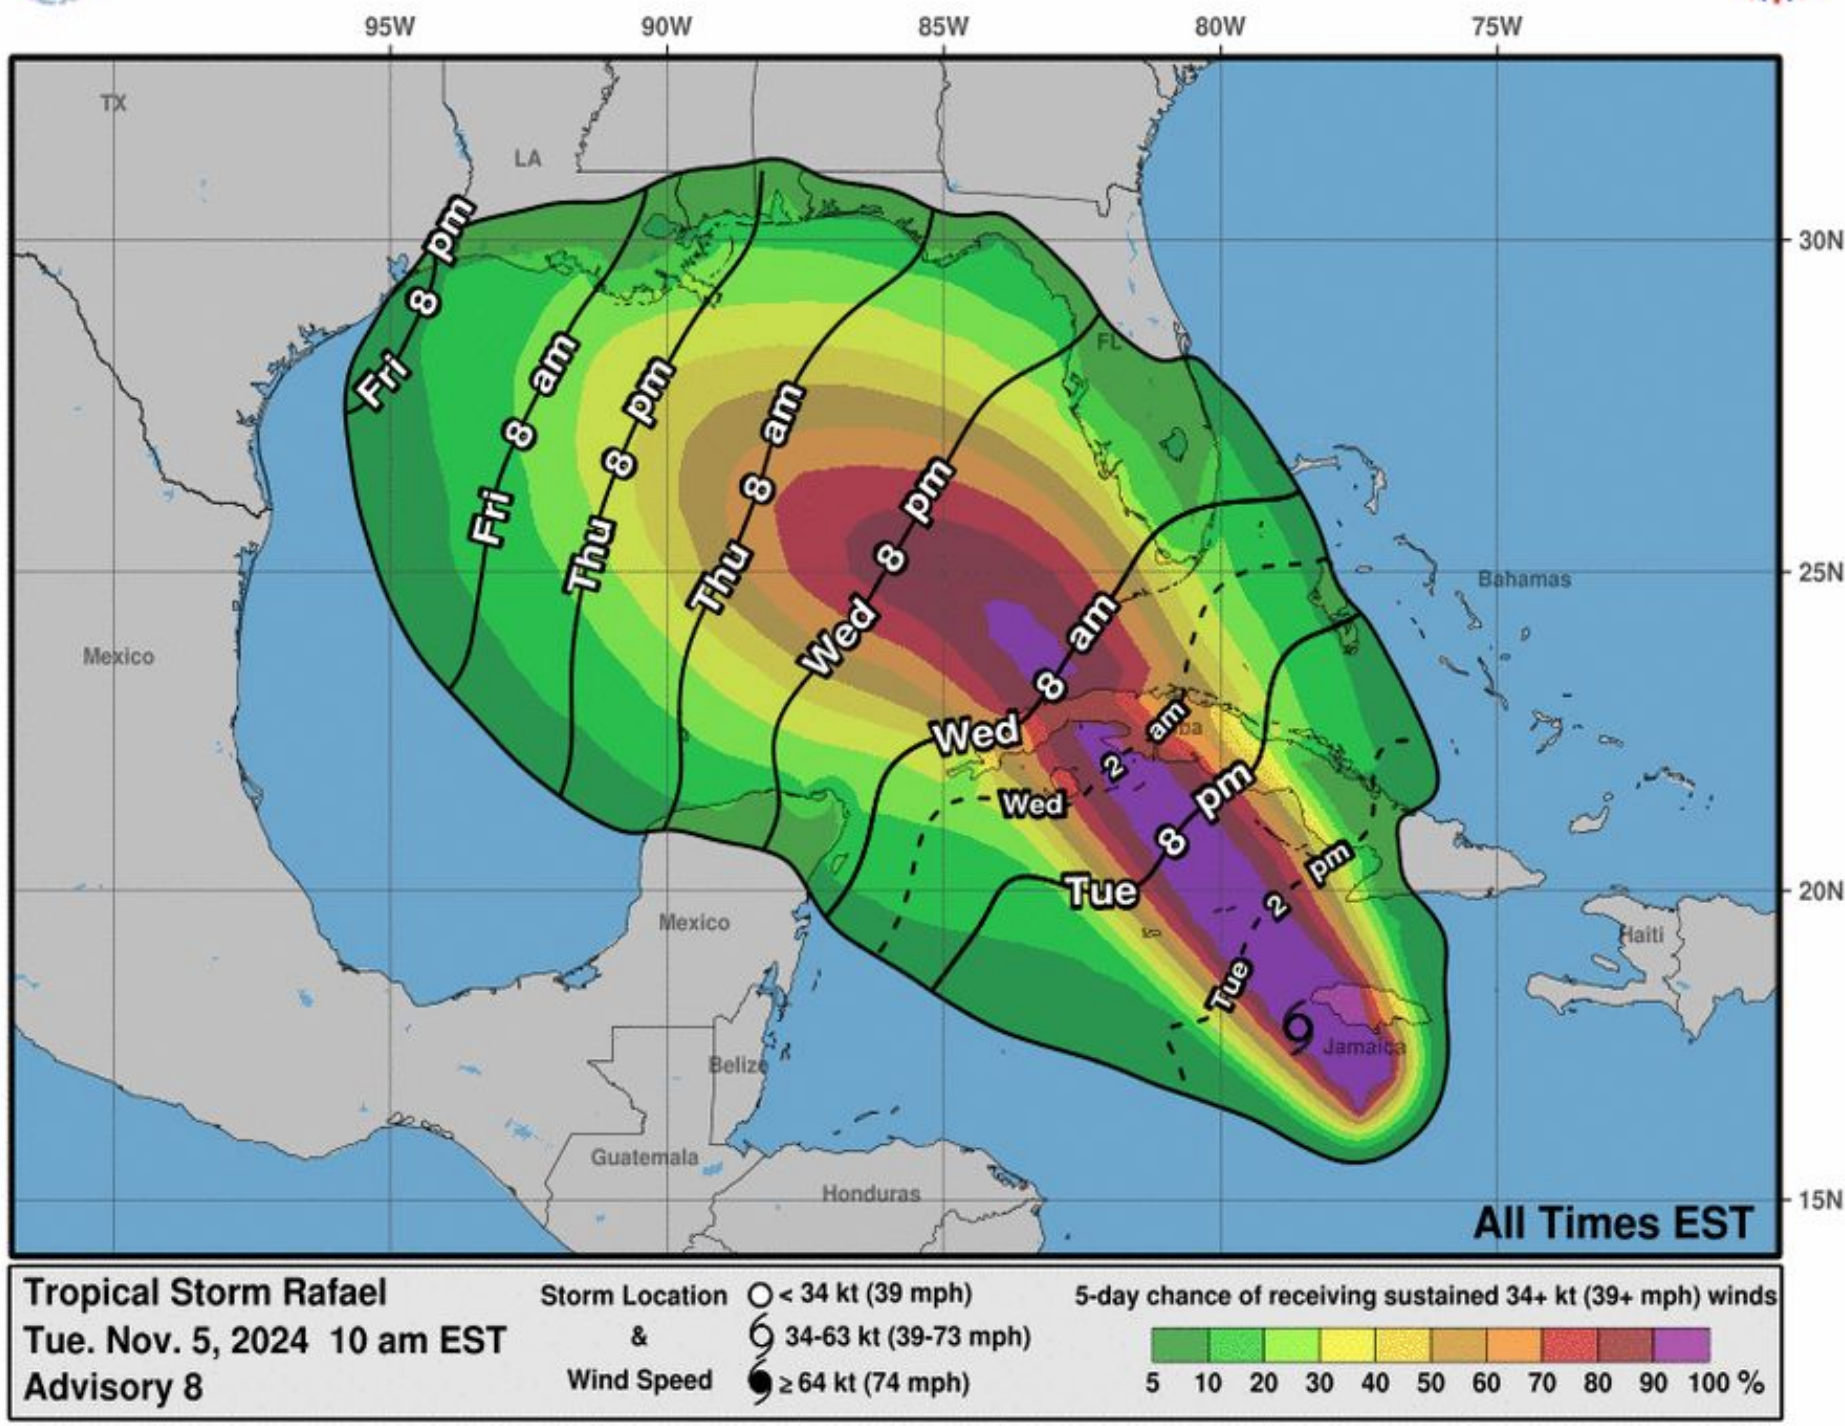 95W 90W 85W 80W 75W
TX
LA
30N
FL
25N
Bahamas
Mexico
20N
Mexico
Haiti
Jamaica
Belize
Guatemala
Honduras
15N
Fri 8 pm
Fri 8 am
Thu 8 pm
Thu 8 am
Wed 8 pm
Wed 8 am
Wed 2 am
Tue 8 pm
Tue 2 pm
All Times EST
Tropical Storm Rafael
Tue. Nov. 5, 2024 10 am EST
Advisory 8
Storm Location
&
Wind Speed
< 34 kt (39 mph)
34-63 kt (39-73 mph)
≥ 64 kt (74 mph)
5-day chance of receiving sustained 34+ kt (39+ mph) winds
5 10 20 30 40 50 60 70 80 90 100 %